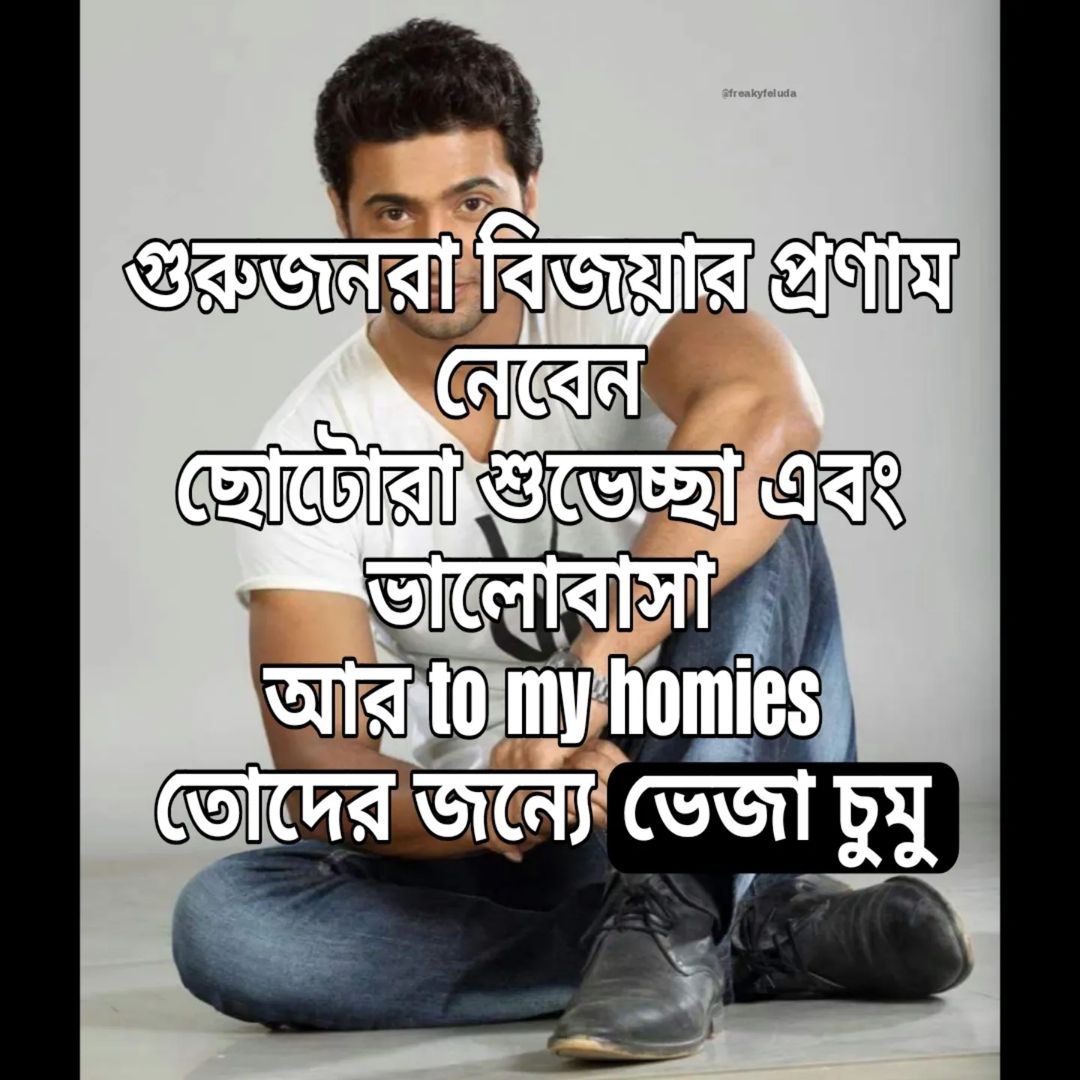 @freakyfeluda
গুরুজনরা বিজয়ার প্রণাম
নেবেন
ছোটোরা শুভেচ্ছা এবং
ভালোবাসা
আর to my homies
তোদের জন্যে ভেজা চুমু